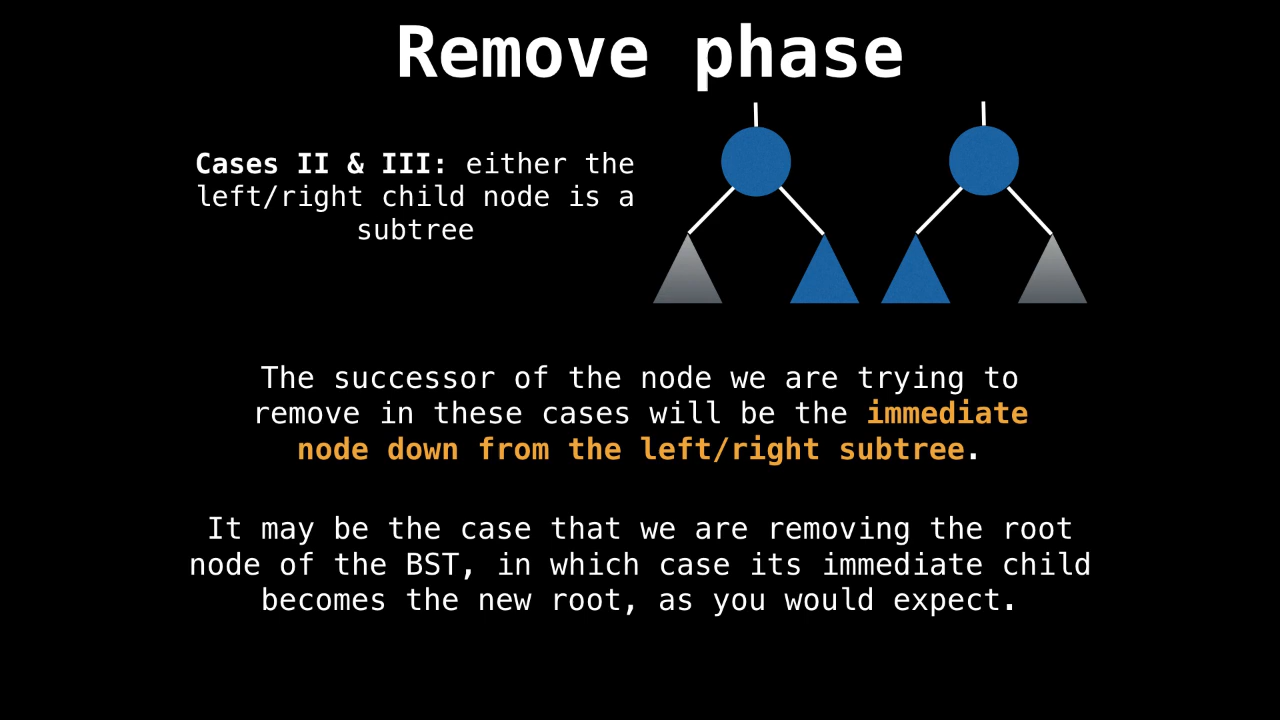 Remove phase
Cases II & III: either the
left/right child node is a
subtree
The successor of the node we are trying to
remove in these cases will be the immediate
node down from the left/right subtree.
It may be the case that we are removing the root
node of the BST, in which case its immediate child
becomes the new root, as you would expect.